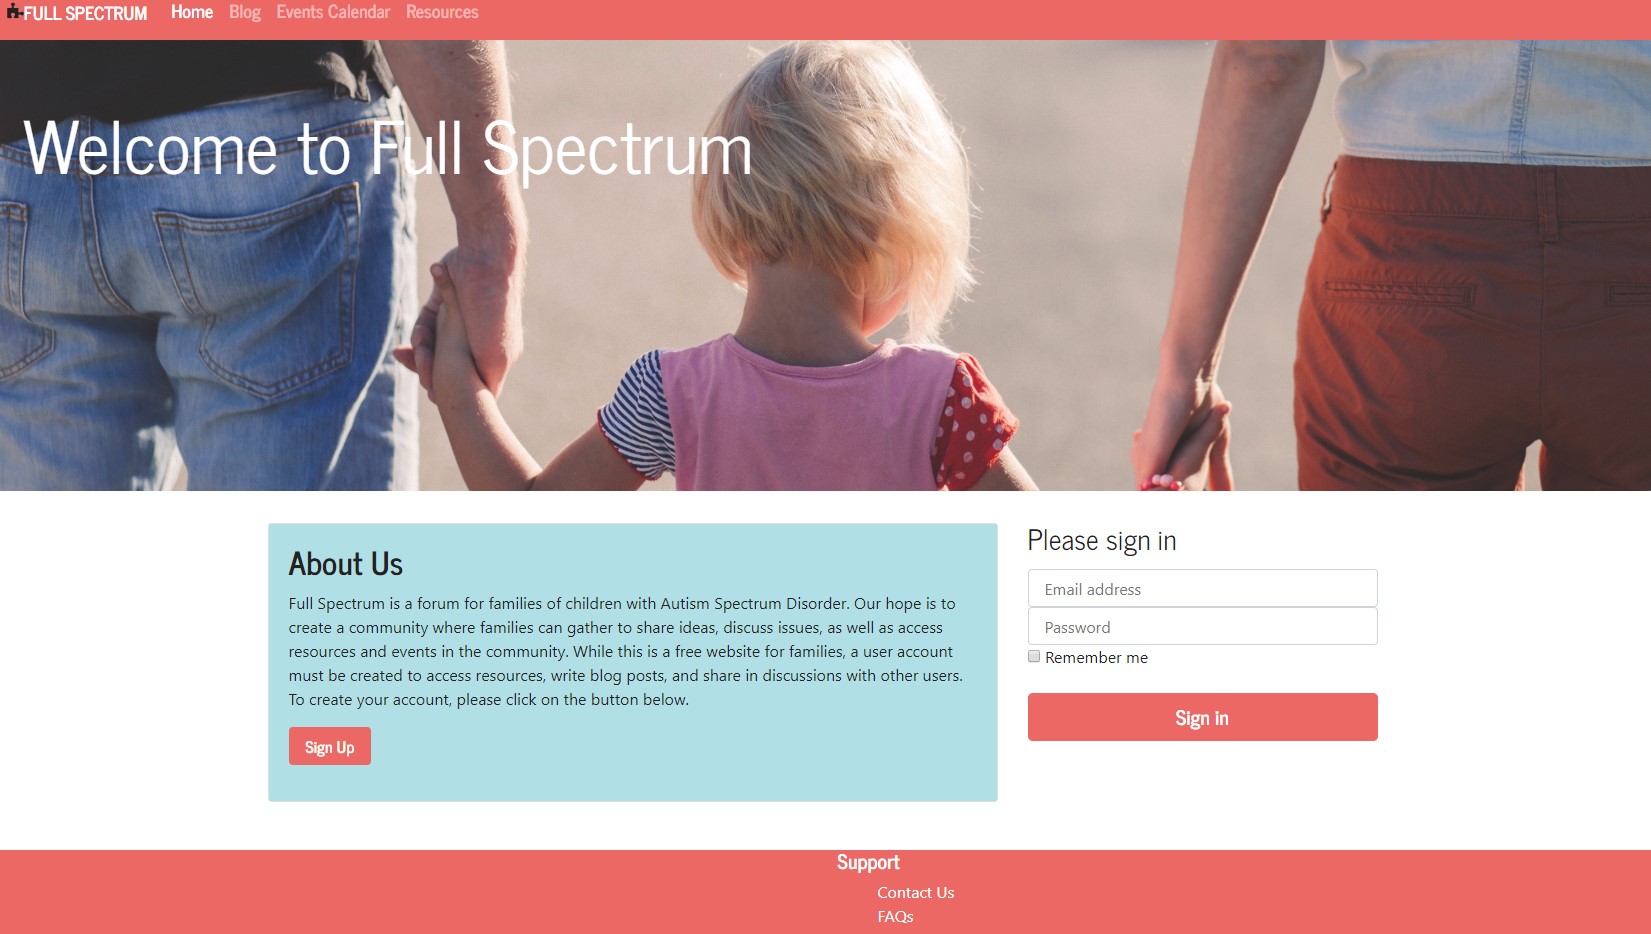 FULL SPECTRUM Home Blog Events Calendar Resources
Welcome to Full Spectrum
About Us
Full Spectrum is a forum for families of children with Autism Spectrum Disorder. Our hope is to
create a community where families can gather to share ideas, discuss issues, as well as access
resources and events in the community. While this is a free website for families, a user account
must be created to access resources, write blog posts, and share in discussions with other users.
To create your account, please click on the button below.
Sign Up
Please sign in
Email address
Password
Remember me
Sign in
Support
Contact Us
FAQs